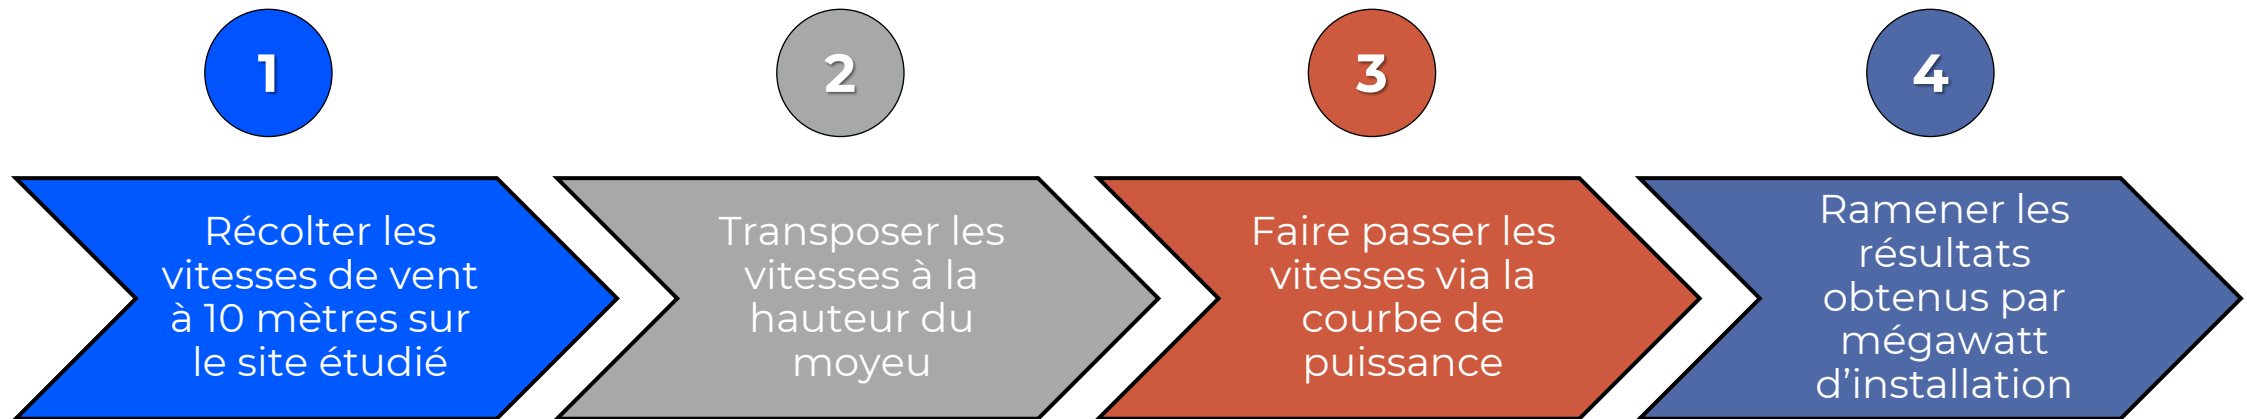 1
Récolter les
vitesses de vent
à 10 mètres sur
le site étudié
2
Transposer les
vitesses à la
hauteur du
moyeu
3
Faire passer les
vitesses via la
courbe de
puissance
4
Ramener les
résultats
obtenus par
mégawatt
d’installation